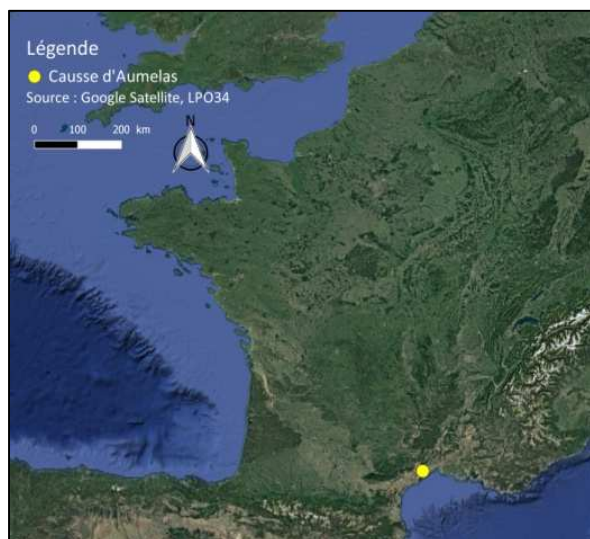 Légende
Causse d'Aumelas
Source : Google Satellite, LPO34
0 100 200 km
N